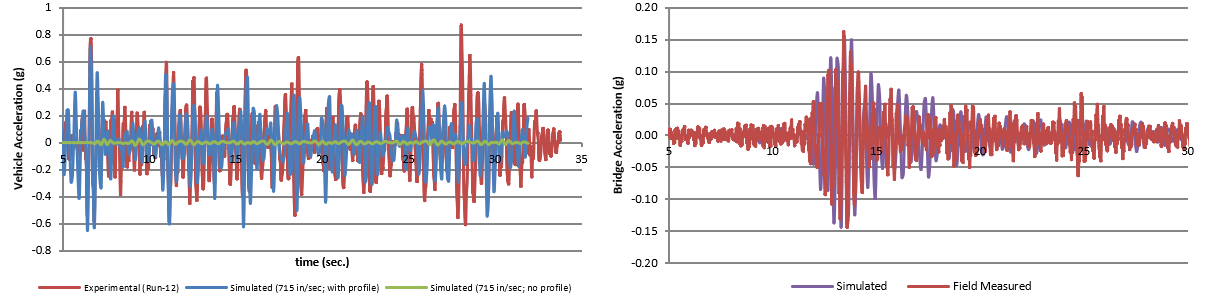 1
0.8
0.6
0.4
0.2
0
-0.2
-0.4
-0.6
-0.8
Vehicle Acceleration (g)
5 10 15 20 25 30 35
time (sec.)
Experimental (Run-12) Simulated (715 in/sec; with profile) Simulated (715 in/sec; no profile)
0.20
0.15
0.10
0.05
0.00
-0.05
-0.10
-0.15
-0.20
Bridge Acceleration (g)
5 10 15 20 25 30
Simulated Field Measured